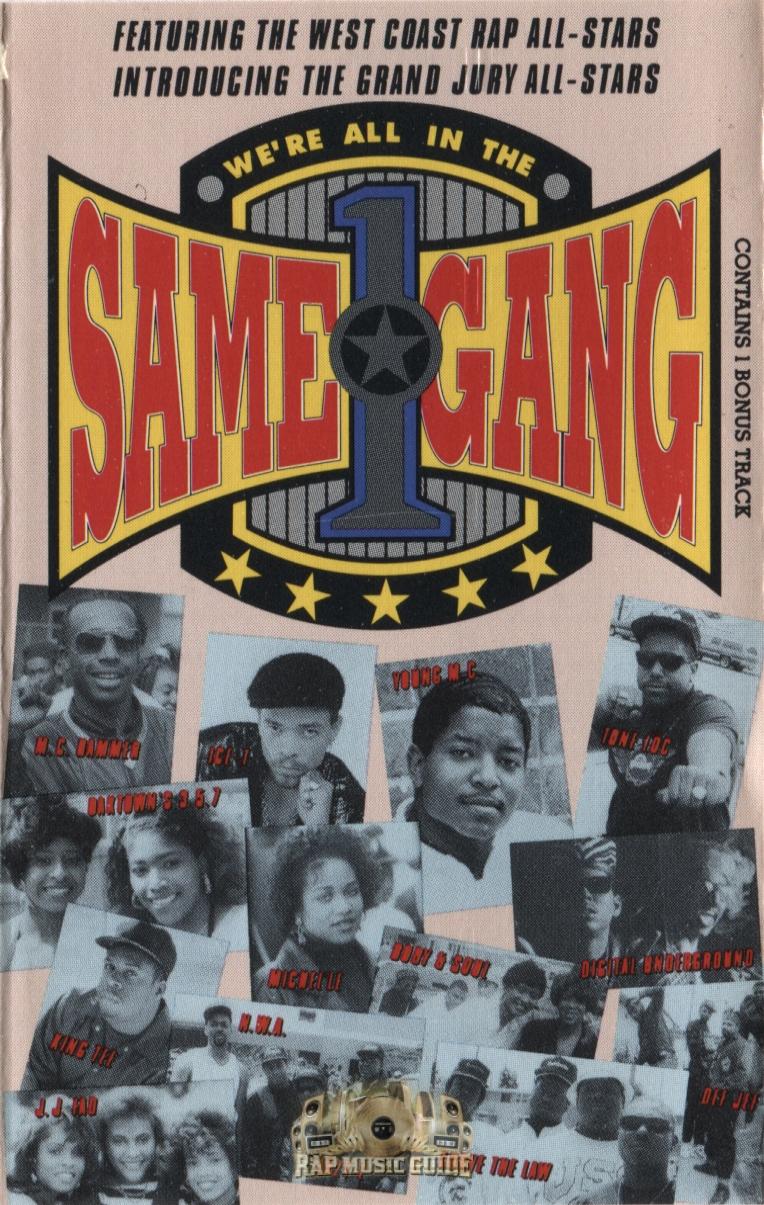 FEATURING THE WEST COAST RAP ALL-STARS
INTRODUCING THE GRAND JURY ALL-STARS
WE'RE ALL IN THE
SAME 1 GANG
CONTAINS 1 BONUS TRACK
M.C. HAMMER
ICE T
YOUNG M.C.
TONE LOC
OAKTOWN'S 3.5.7
MICHEL'LE
BODY & SOUL
DIGITAL UNDERGROUND
KING TEE
N.W.A.
DEF JEF
J.J. FAD
THE LAW
RAP MUSIC GUIDE